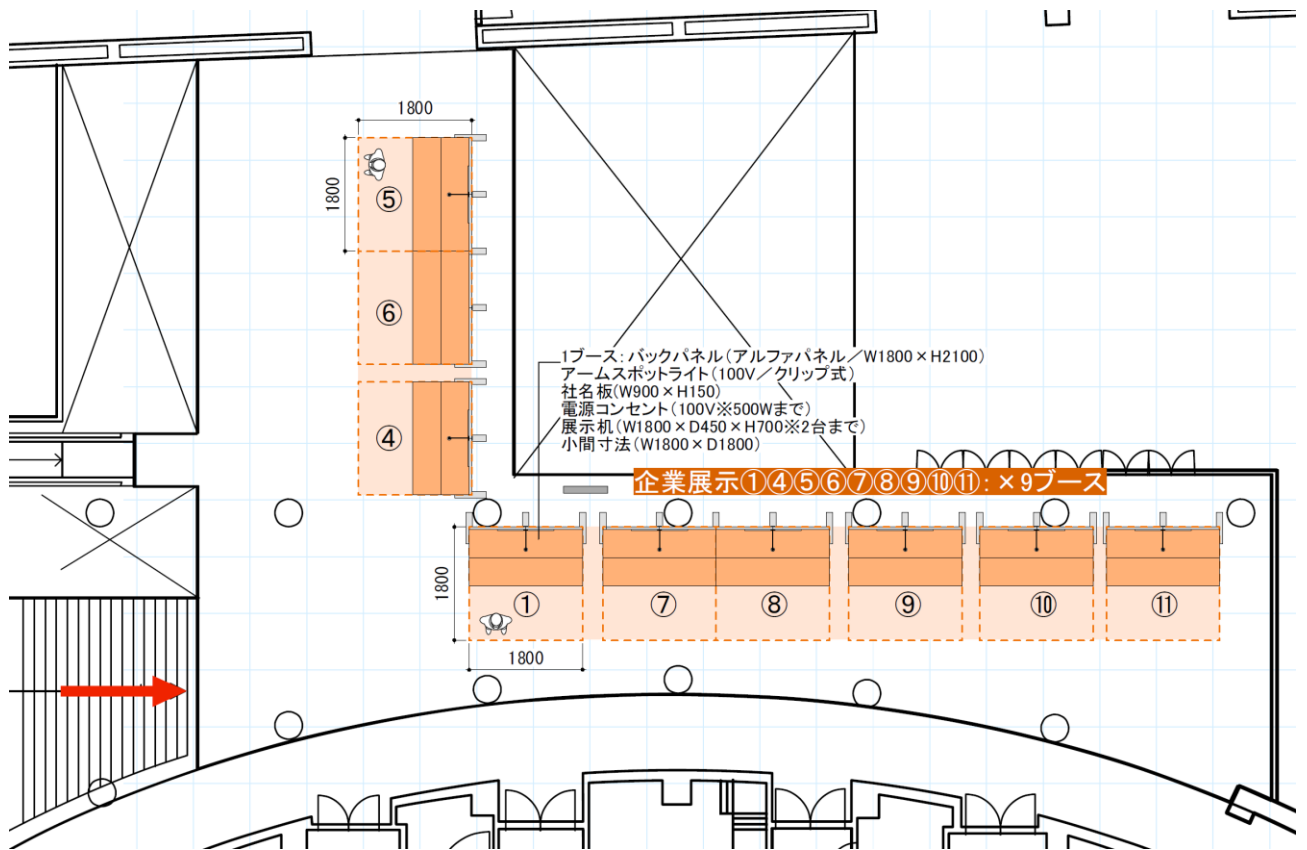 1800
1800
⑤
⑥
④
1ブース：バックパネル（アルファパネル／W1800×H2100）
アームスポットライト（100V／クリップ式）
社名板（W900×H150）
電源コンセント（100V※500Wまで）
展示机（W1800×D450×H700※2台まで）
小間寸法（W1800×D1800）
企業展示①④⑤⑥⑦⑧⑨⑩⑪：×9ブース
1800
① ⑦ ⑧ ⑨ ⑩ ⑪
1800